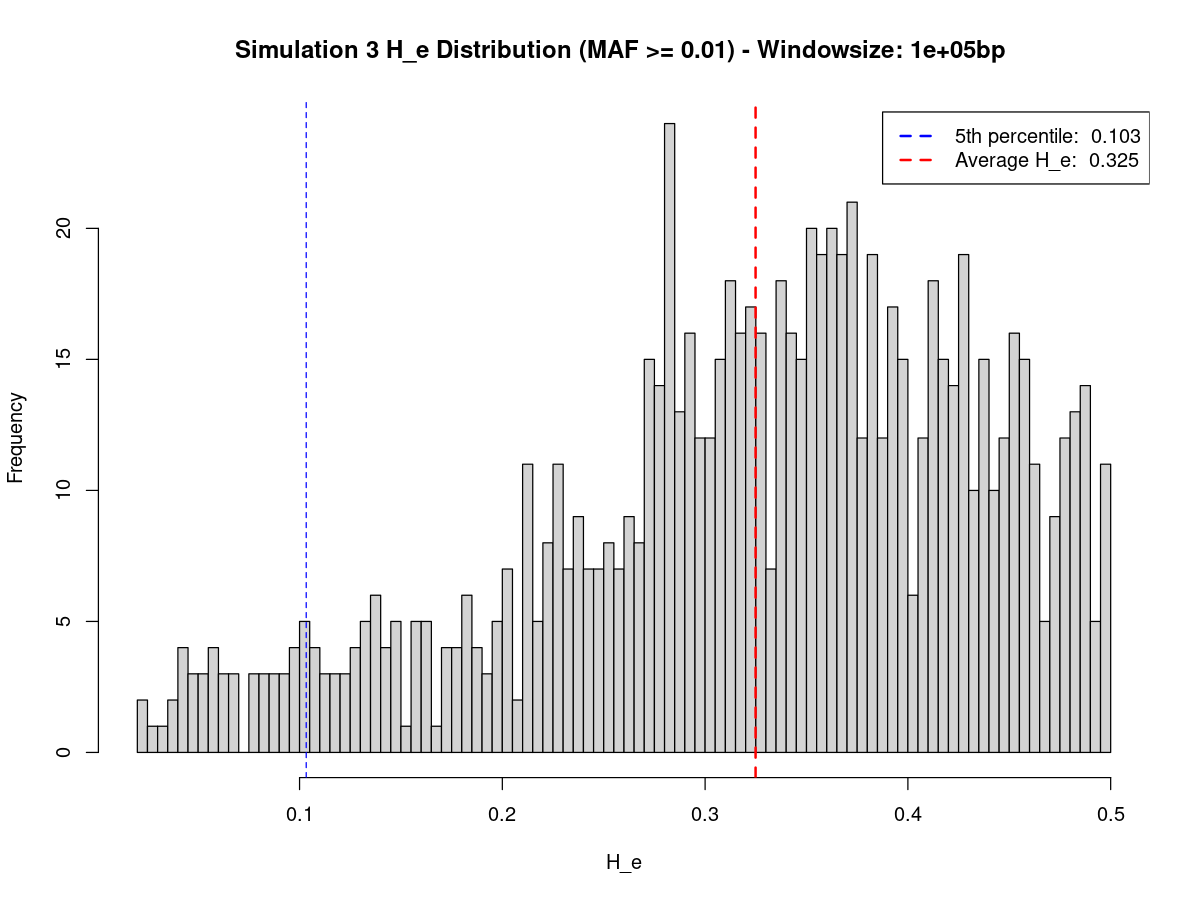 Simulation 3 H_e Distribution (MAF >= 0.01) - Windowsize: 1e+05bp
5th percentile:  0.103
Average H_e:  0.325
Frequency
20
15
10
5
0
0.1
0.2
0.3
0.4
0.5
H_e